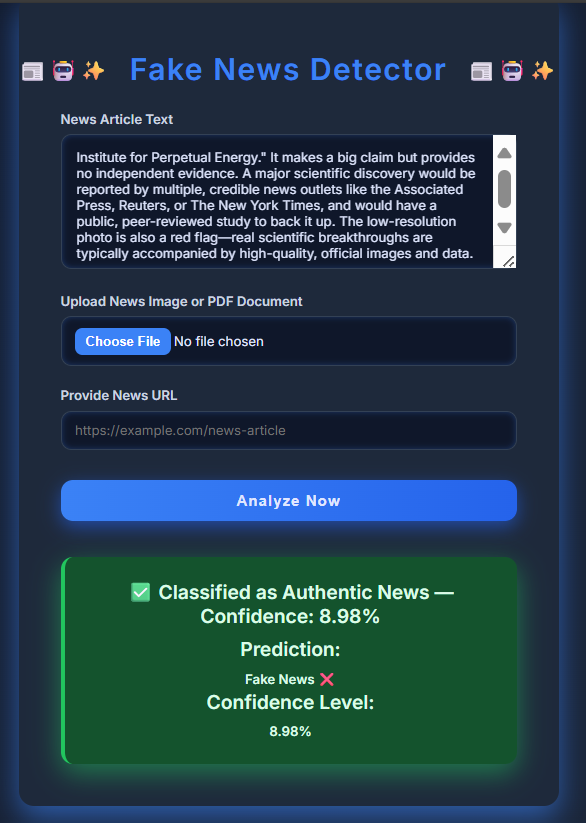 📰 🤖 ✨ Fake News Detector 📰 🤖 ✨
News Article Text
Institute for Perpetual Energy." It makes a big claim but provides
no independent evidence. A major scientific discovery would be
reported by multiple, credible news outlets like the Associated
Press, Reuters, or The New York Times, and would have a
public, peer-reviewed study to back it up. The low-resolution
photo is also a red flag—real scientific breakthroughs are
typically accompanied by high-quality, official images and data.
Upload News Image or PDF Document
Choose File No file chosen
Provide News URL
https://example.com/news-article
Analyze Now
✅ Classified as Authentic News —
Confidence: 8.98%
Prediction:
Fake News ❌
Confidence Level:
8.98%